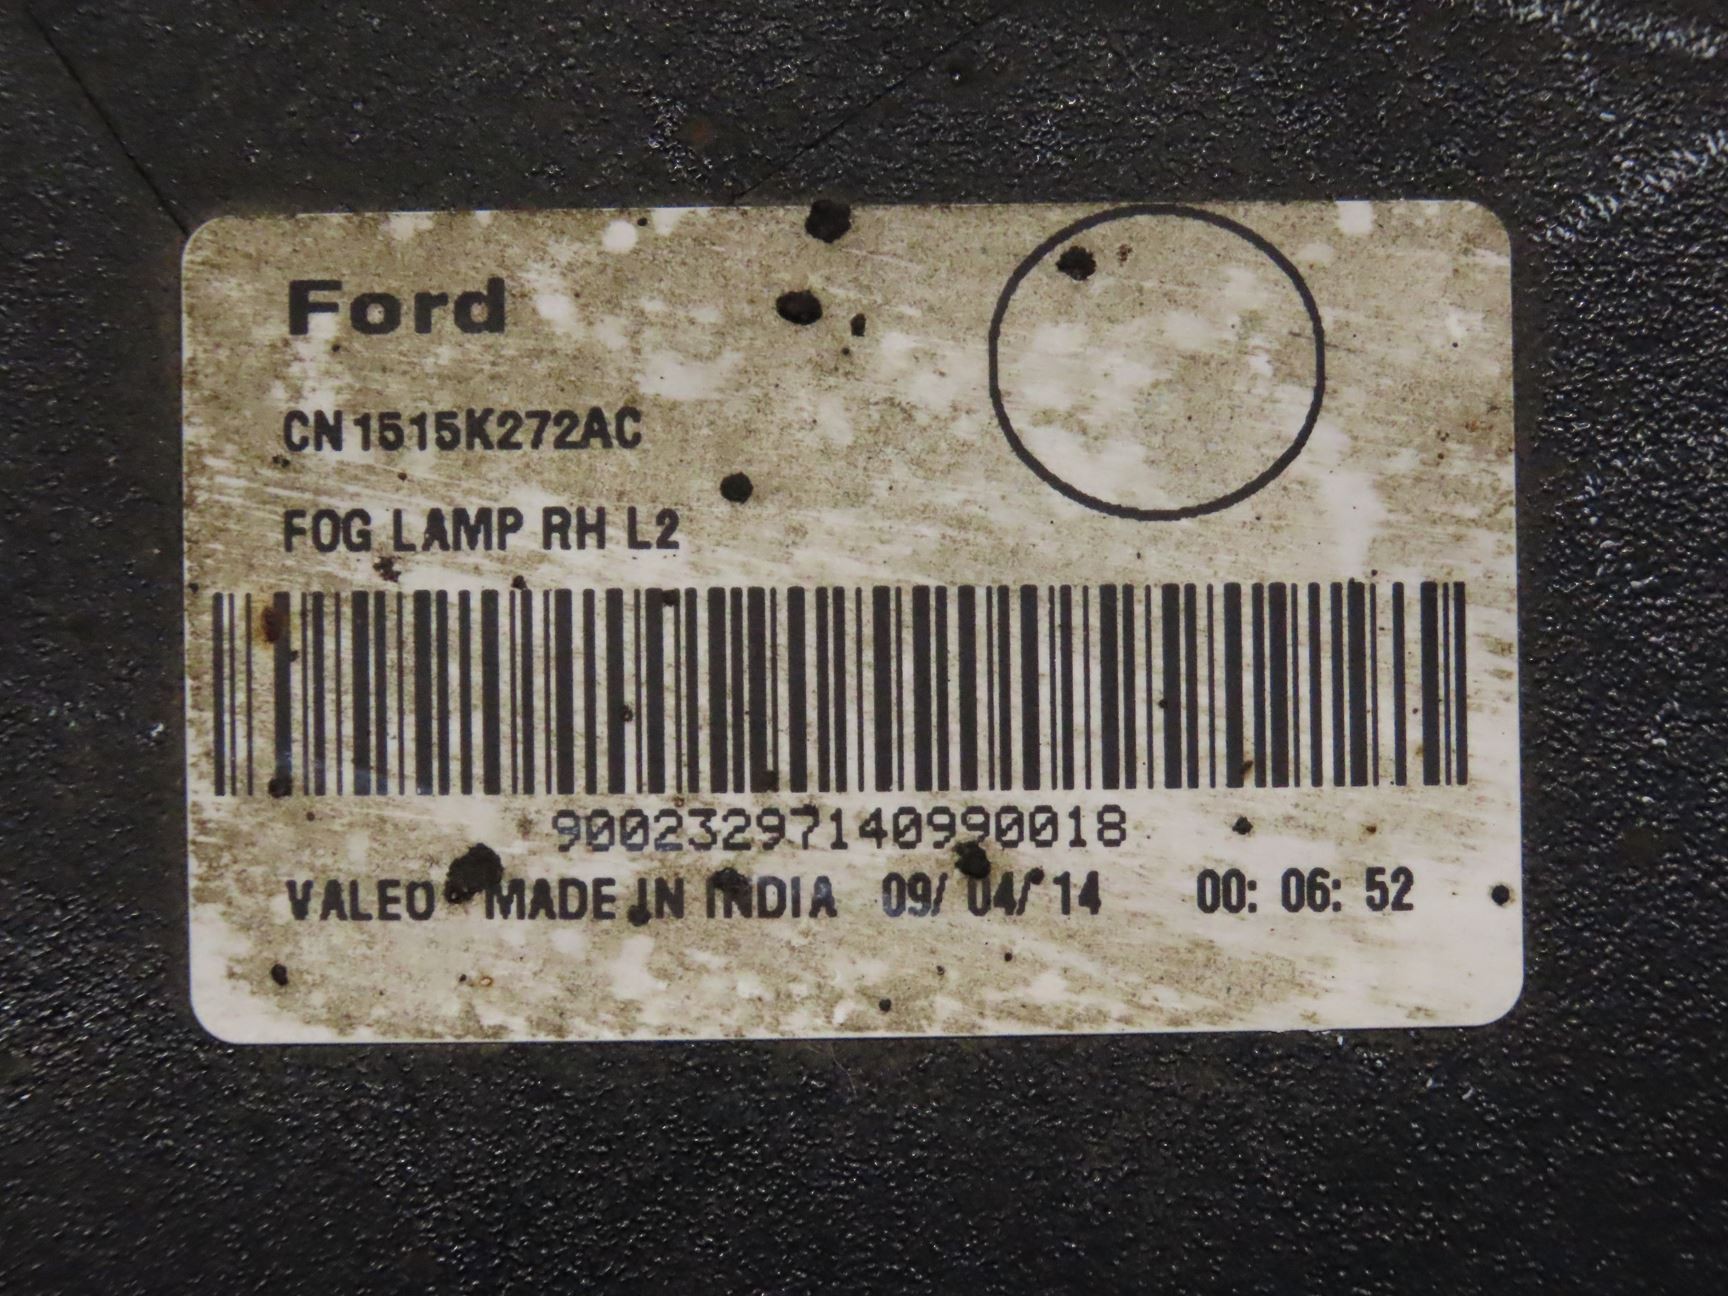 Ford
CN1515K272AC
FOG LAMP RH L2
90023297140990018
VALEO MADE IN INDIA 09/ 04/ 14 00: 06: 52